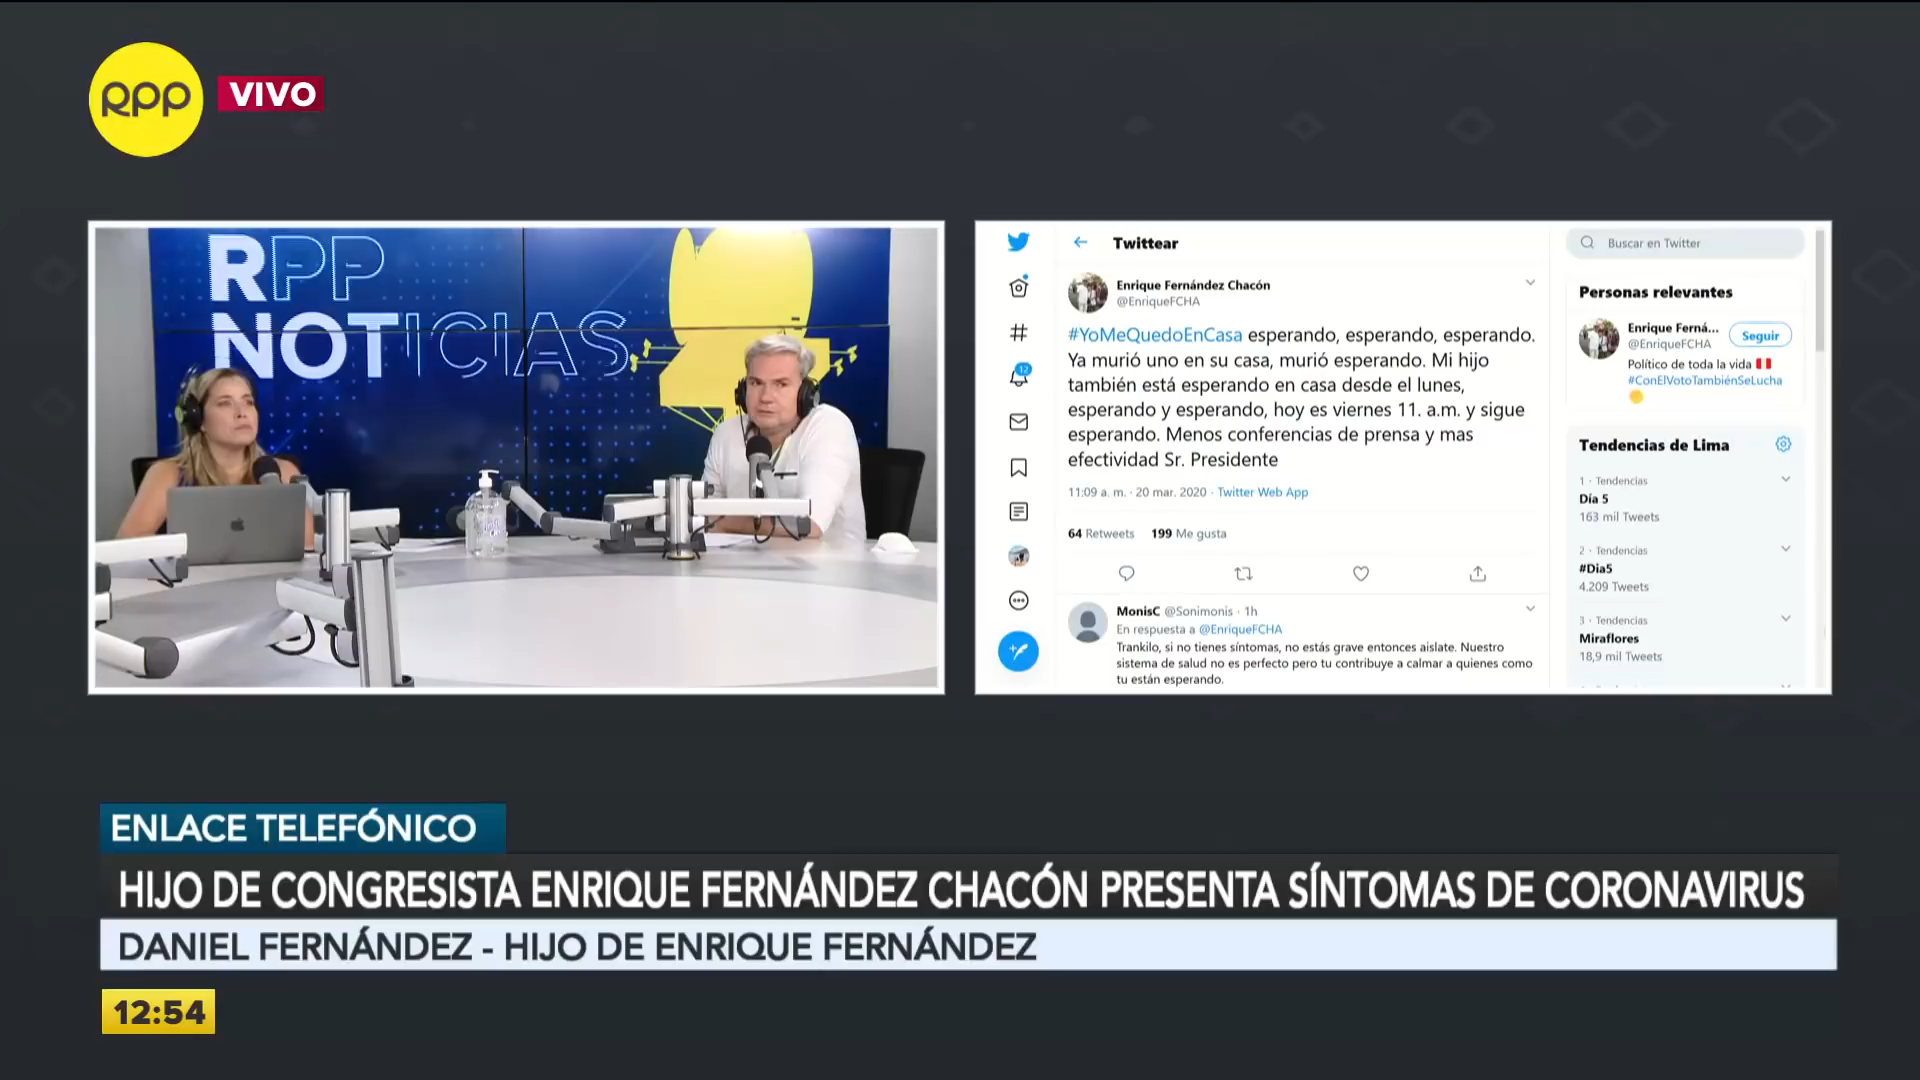 RPP
VIVO
RPP
NOTICIAS
Twittear
Enrique Fernández Chacón
@EnriqueFCHA
#YoMeQuedoEnCasa esperando, esperando, esperando.
Ya murió uno en su casa, murió esperando. Mi hijo
también está esperando en casa desde el lunes,
esperando y esperando, hoy es viernes 11. a.m. y sigue
esperando. Menos conferencias de prensa y mas
efectividad Sr. Presidente
11:09 a. m. · 20 mar. 2020 · Twitter Web App
64 Retweets 199 Me gusta
MonisC @Sonimonis · 1h
En respuesta a @EnriqueFCHA
Trankilo, si no tienes síntomas, no estás grave entonces aislate. Nuestro
sistema de salud no es perfecto pero tu contribuye a calmar a quienes como
tu están esperando.
12
Buscar en Twitter
Personas relevantes
Enrique Ferná...
Seguir
@EnriqueFCHA
Político de toda la vida
#ConElVotoTambiénSeLucha
Tendencias de Lima
1 · Tendencias
Día 5
163 mil Tweets
2 · Tendencias
#Dia5
4.209 Tweets
3 · Tendencias
Miraflores
18,9 mil Tweets
ENLACE TELEFÓNICO
HIJO DE CONGRESISTA ENRIQUE FERNÁNDEZ CHACÓN PRESENTA SÍNTOMAS DE CORONAVIRUS
DANIEL FERNÁNDEZ - HIJO DE ENRIQUE FERNÁNDEZ
12:54